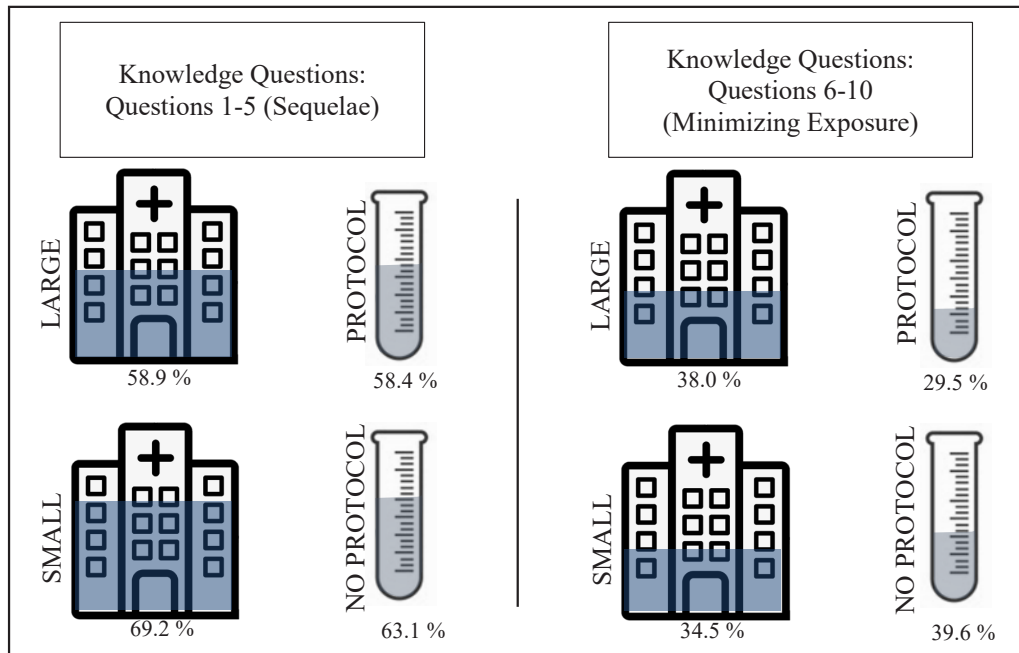 Knowledge Questions:
Questions 1-5 (Sequelae)
LARGE
58.9 %
PROTOCOL
58.4 %
SMALL
69.2 %
NO PROTOCOL
63.1 %
Knowledge Questions:
Questions 6-10
(Minimizing Exposure)
LARGE
38.0 %
PROTOCOL
29.5 %
SMALL
34.5 %
NO PROTOCOL
39.6 %